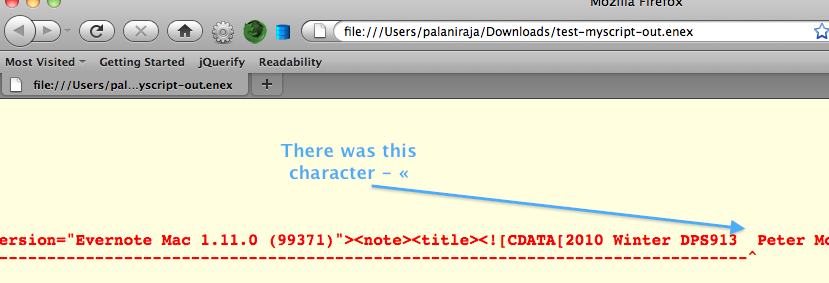 Mozilla Firefox
file:///Users/palaniraja/Downloads/test-myscript-out.enex
Most Visited Getting Started jQuerify Reddit This
file:///Users/pal...yscript-out.enex
There was this
character - «
ersion="Evernote Mac 1.11.0 (99371)"><note><title><![CDATA[2010 Winter DPS913 Peter Mc
---------------------------------------------------------------------------^